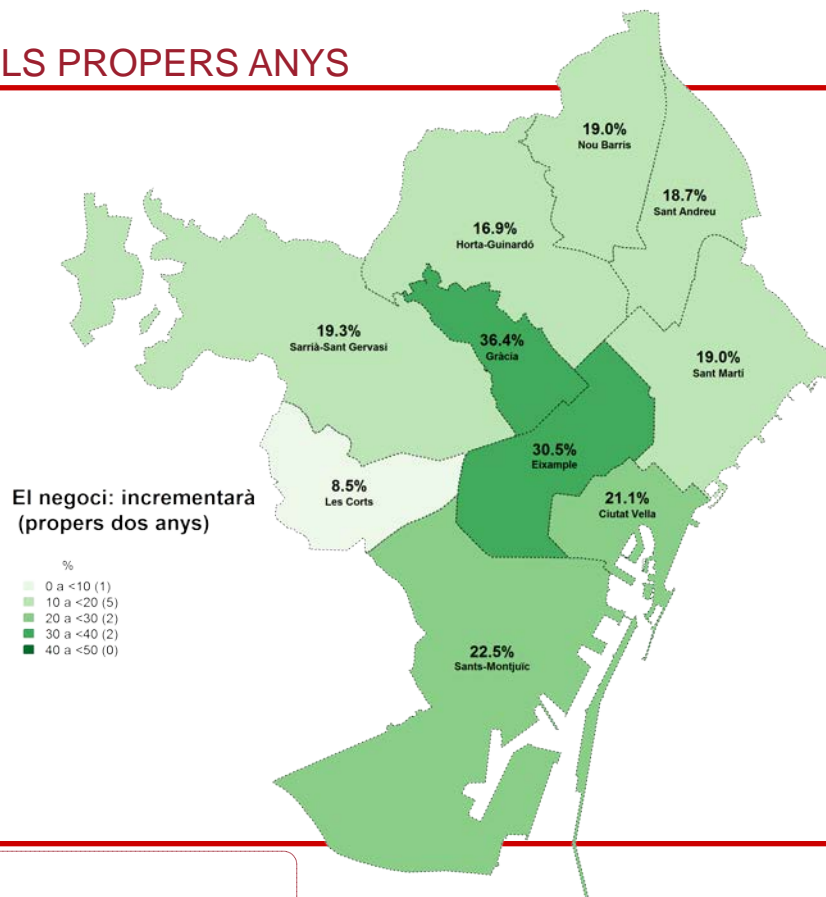 LS PROPERS ANYS
19.0%
Nou Barris
18.7%
Sant Andreu
16.9%
Horta-Guinardó
19.3%
Sarrià-Sant Gervasi
36.4%
Gràcia
19.0%
Sant Martí
30.5%
Eixample
8.5%
Les Corts
21.1%
Ciutat Vella
El negoci: incrementarà
(propers dos anys)
%
0 a <10 (1)
10 a <20 (5)
20 a <30 (2)
30 a <40 (2)
40 a <50 (0)
22.5%
Sants-Montjuïc